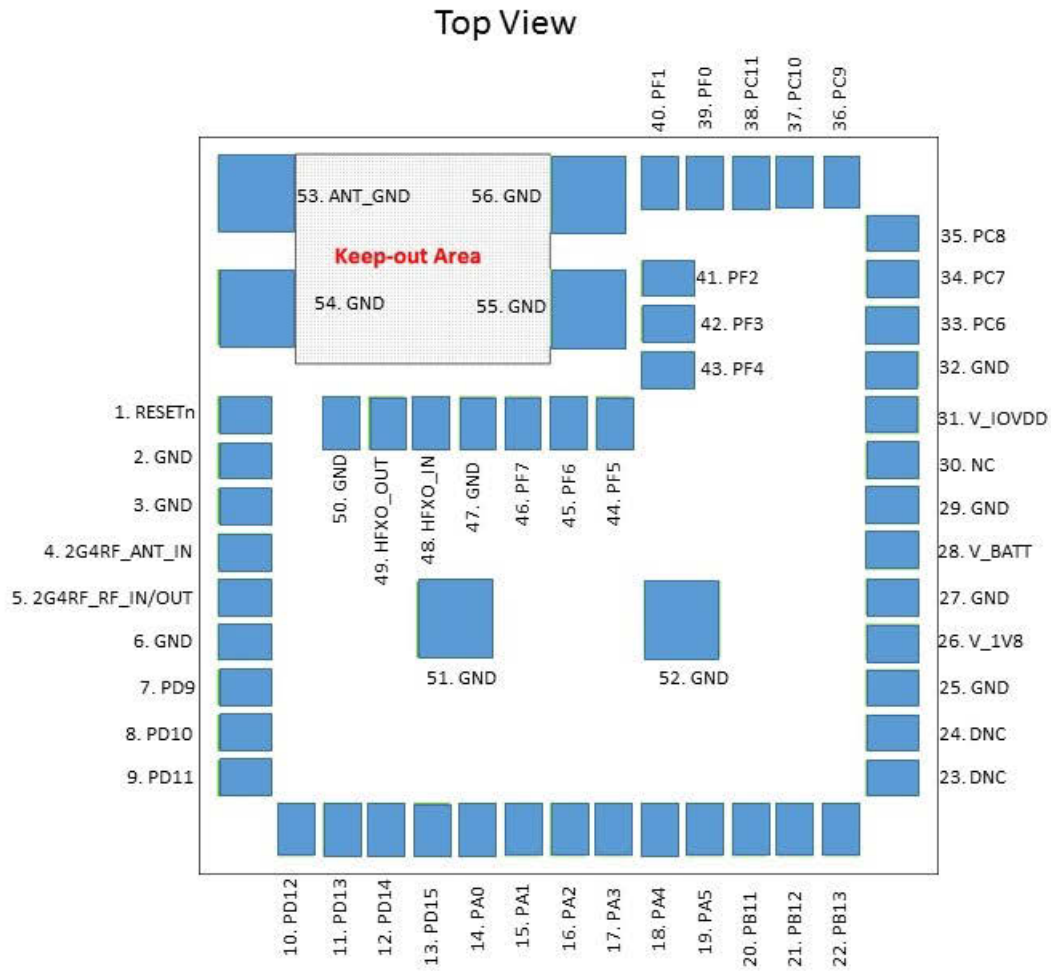 Top View
40. PF1
39. PF0
38. PC11
37. PC10
36. PC9
53. ANT_GND
56. GND
Keep-out Area
54. GND
55. GND
41. PF2
42. PF3
43. PF4
35. PC8
34. PC7
33. PC6
32. GND
31. V_IOVDD
30. NC
29. GND
28. V_BATT
27. GND
26. V_1V8
25. GND
24. DNC
23. DNC
1. RESETn
2. GND
3. GND
4. 2G4RF_ANT_IN
5. 2G4RF_RF_IN/OUT
6. GND
7. PD9
8. PD10
9. PD11
50. GND
49. HFXO_OUT
48. HFXO_IN
47. GND
46. PF7
45. PF6
44. PF5
51. GND
52. GND
10. PD12
11. PD13
12. PD14
13. PD15
14. PA0
15. PA1
16. PA2
17. PA3
18. PA4
19. PA5
20. PB11
21. PB12
22. PB13